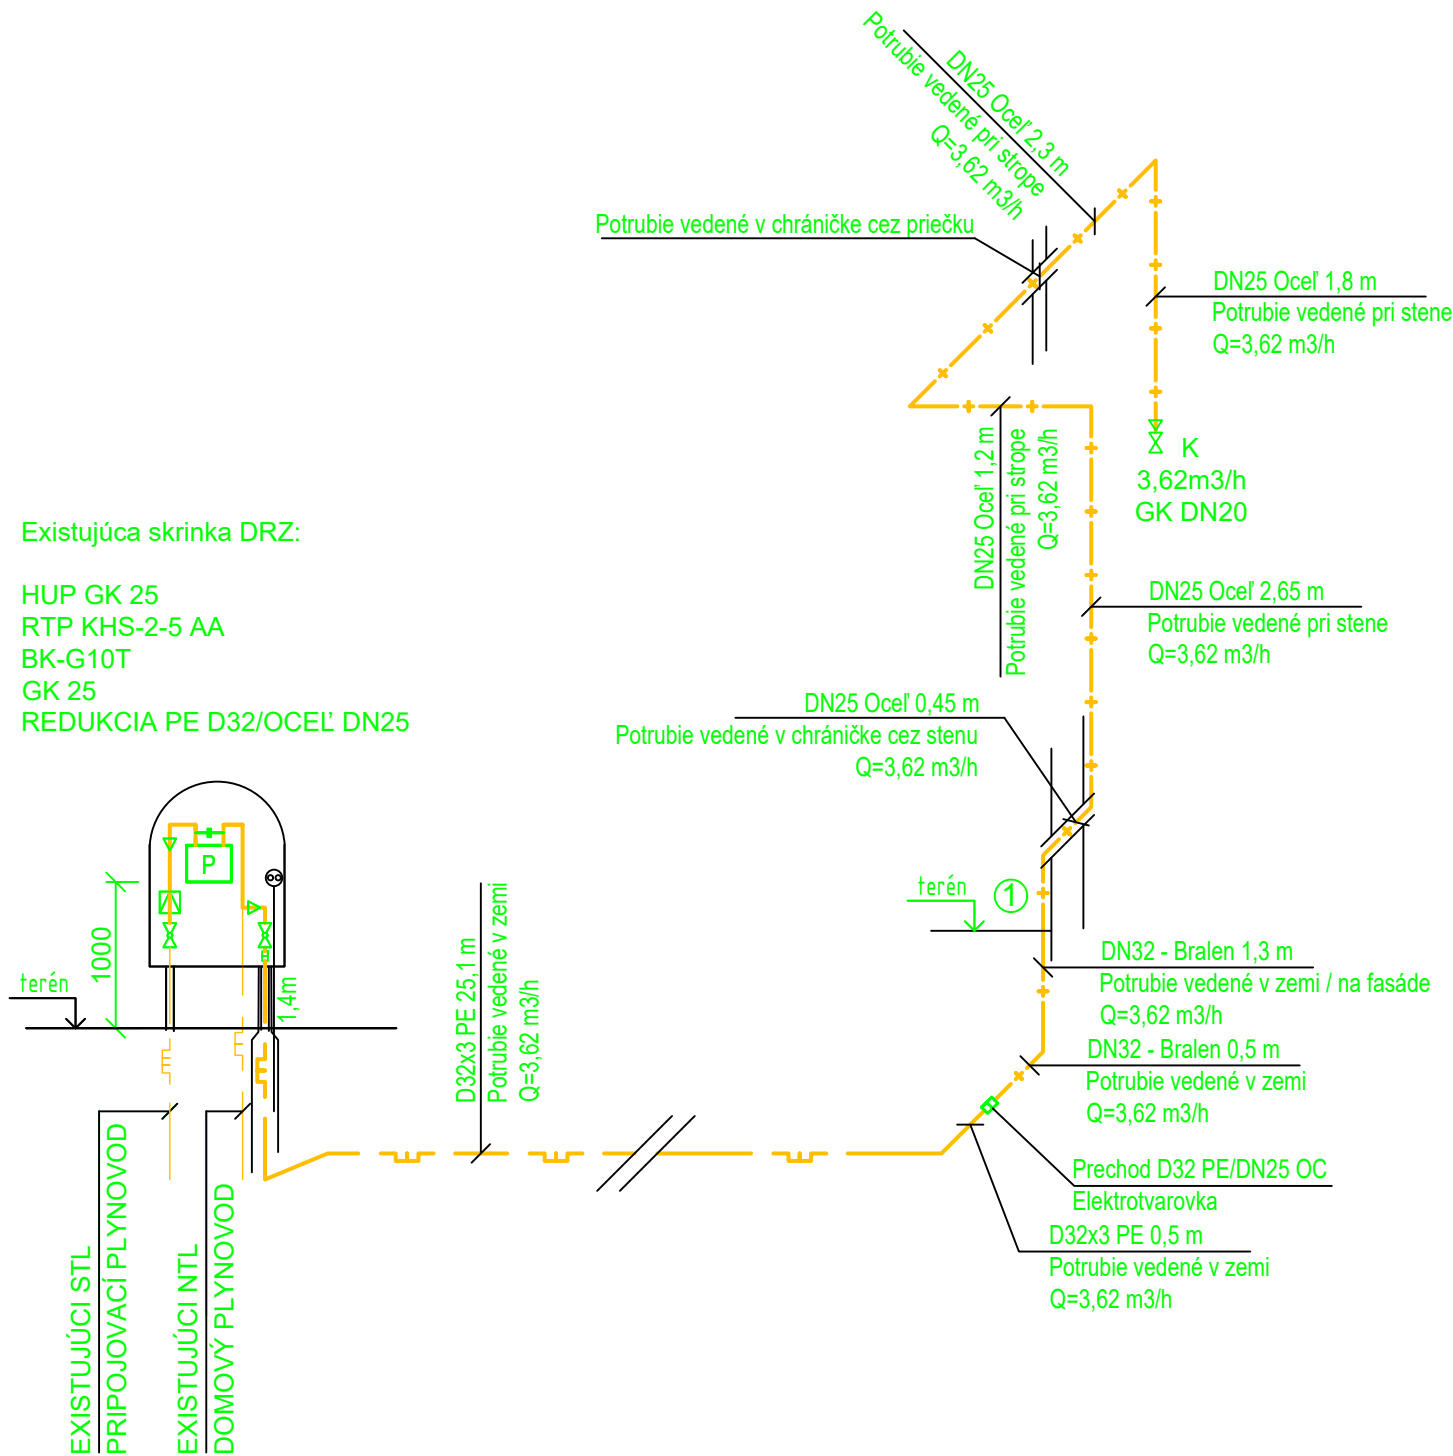 DN25 Oceľ 2,3 m
Potrubie vedené pri strope
Q=3,62 m3/h
Potrubie vedené v chráničke cez priečku
DN25 Oceľ 1,8 m
Potrubie vedené pri stene
Q=3,62 m3/h
K
3,62m3/h
GK DN20
DN25 Oceľ 1,2 m
Potrubie vedené pri strope
Q=3,62 m3/h
Existujúca skrinka DRZ:
HUP GK 25
RTP KHS-2-5 AA
BK-G10T
GK 25
REDUKCIA PE D32/OCEĽ DN25
DN25 Oceľ 2,65 m
Potrubie vedené pri stene
Q=3,62 m3/h
DN25 Oceľ 0,45 m
Potrubie vedené v chráničke cez stenu
Q=3,62 m3/h
P
1000
terén
1,4m
D32x3 PE 25,1 m
Potrubie vedené v zemi
Q=3,62 m3/h
terén
1
DN32 - Bralen 1,3 m
Potrubie vedené v zemi / na fasáde
Q=3,62 m3/h
DN32 - Bralen 0,5 m
Potrubie vedené v zemi
Q=3,62 m3/h
Prechod D32 PE/DN25 OC
Elektrotvarovka
D32x3 PE 0,5 m
Potrubie vedené v zemi
Q=3,62 m3/h
EXISTUJÚCI STL
PRIPOJOVACÍ PLYNOVOD
EXISTUJÚCI NTL
DOMOVÝ PLYNOVOD